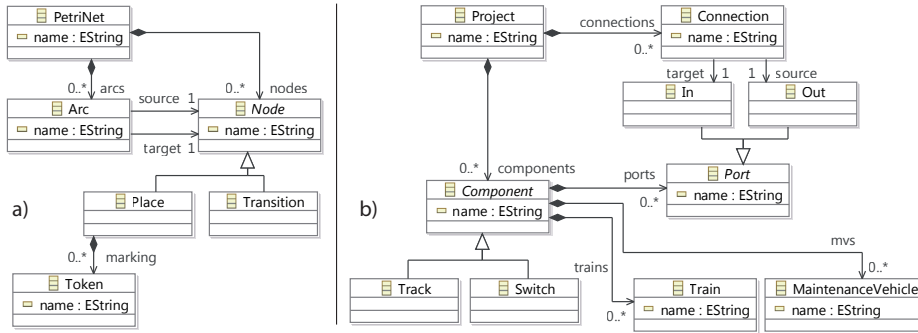 a)
PetriNet
name : EString
0..* arcs
0..* nodes
Arc
name : EString
source 1
target 1
Node
name : EString
Place
Transition
0..* marking
Token
name : EString
b)
Project
name : EString
connections
0..*
Connection
name : EString
target 1
1 source
In
Out
0..* components
Component
name : EString
ports
0..*
Port
name : EString
mvs
0..*
trains
0..*
Track
Switch
Train
name : EString
MaintenanceVehicle
name : EString